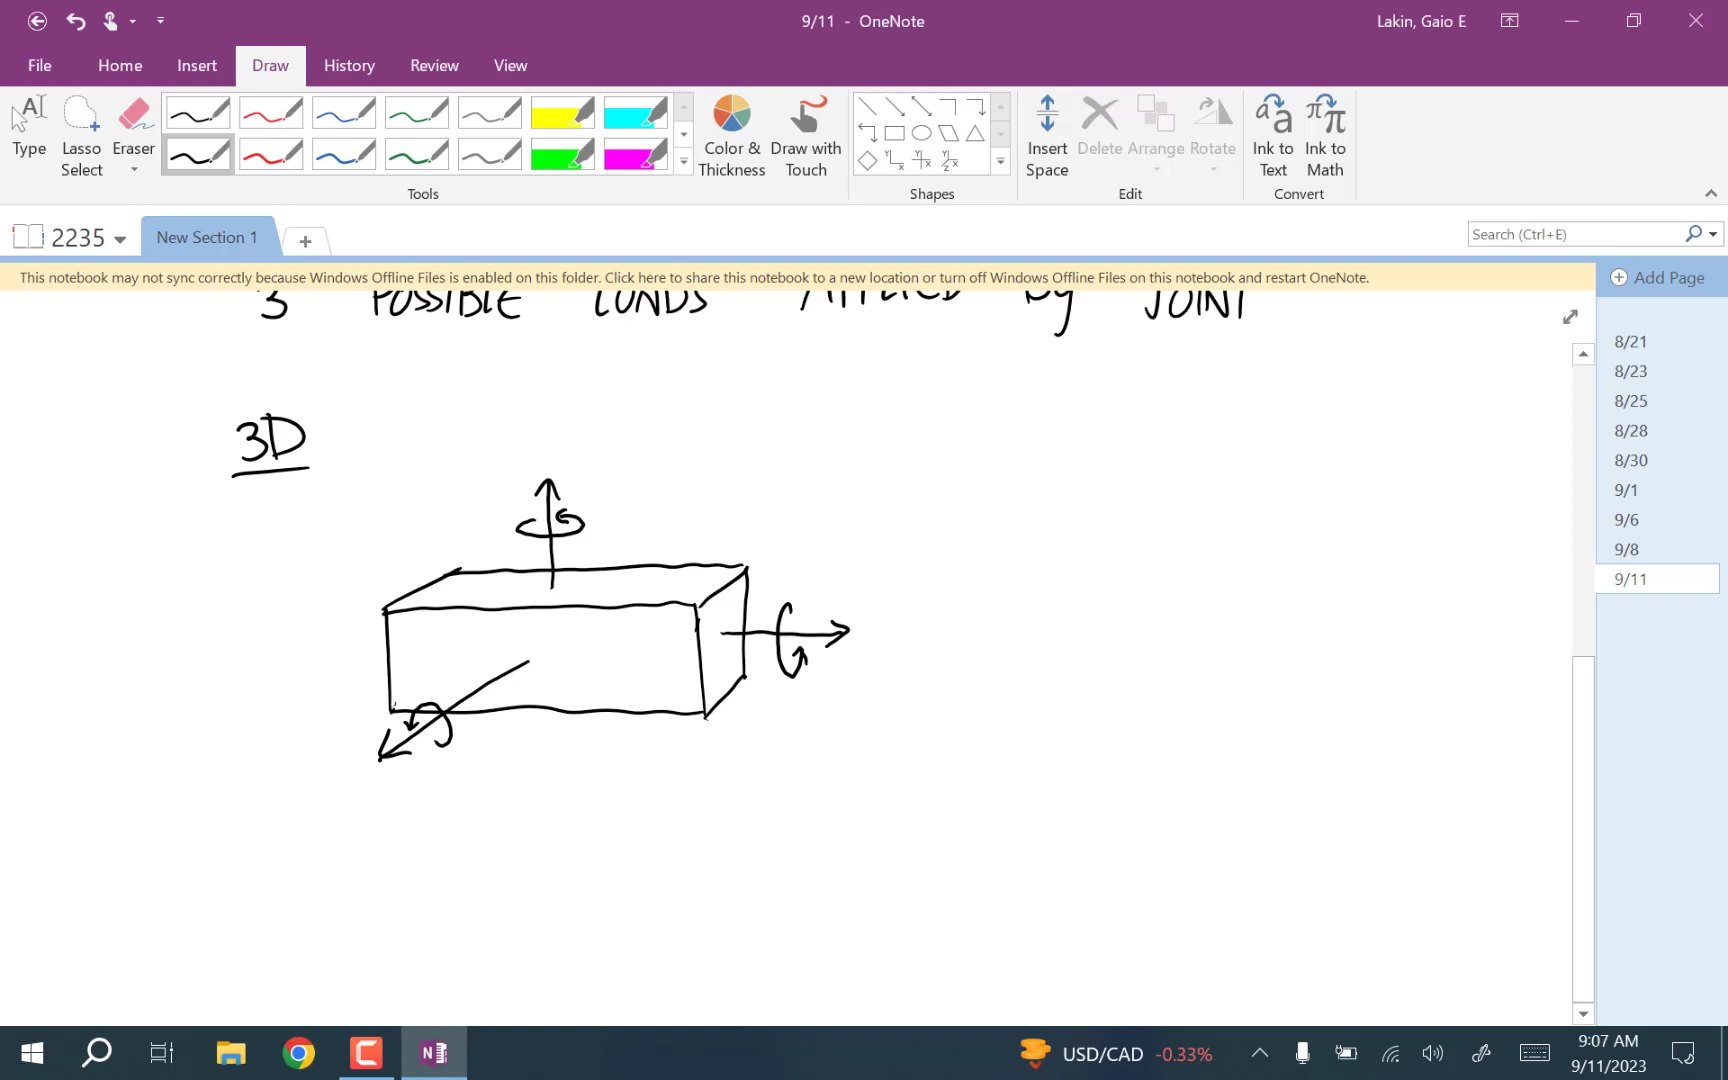 9/11 - OneNote
Lakin, Gaio E
File Home Insert Draw History Review View
Type
Lasso Select
Eraser
Color & Thickness
Draw with Touch
Insert Space
Delete Arrange Rotate
Ink to Text
Ink to Math
Tools Shapes Edit Convert
2235 New Section 1
Search (Ctrl+E)
This notebook may not sync correctly because Windows Offline Files is enabled on this folder. Click here to share this notebook to a new location or turn off Windows Offline Files on this notebook and restart OneNote.
Add Page
3 POSSIBLE LOADS APPLIED by JOINT
8/21
8/23
8/25
8/28
8/30
9/1
9/6
9/8
9/11
3D
USD/CAD -0.33%
9:07 AM
9/11/2023